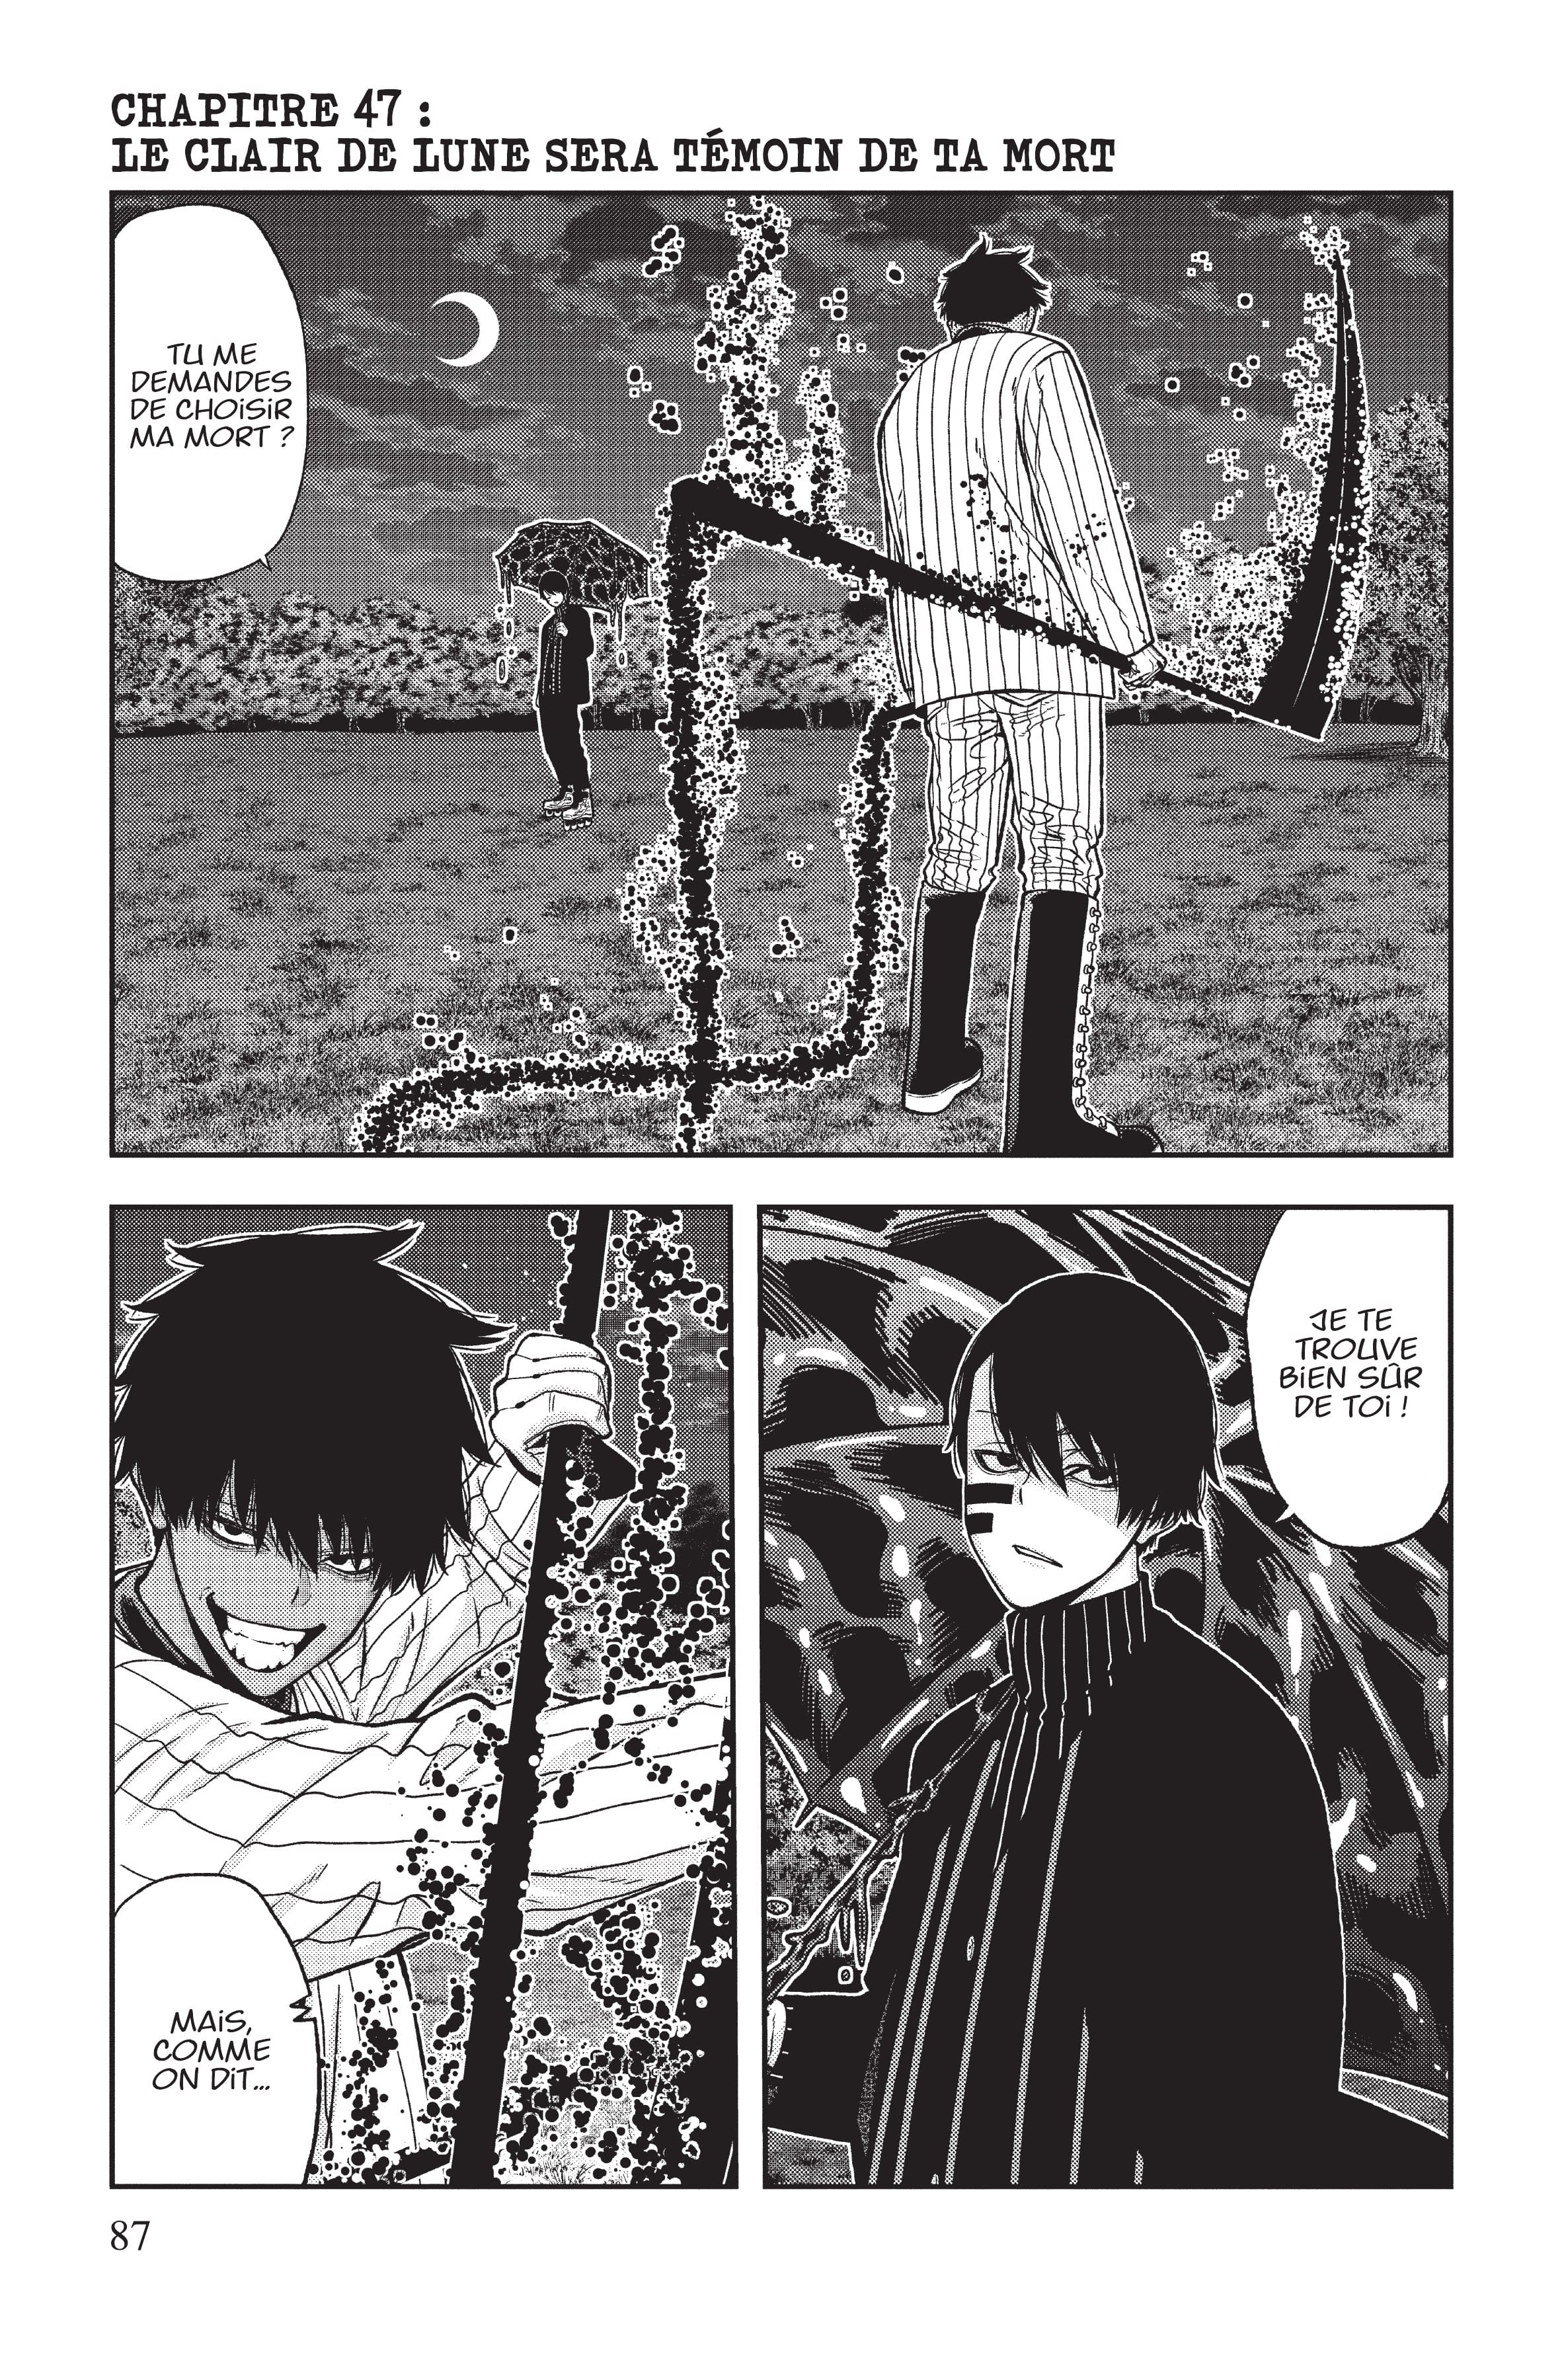 CHAPITRE 47 :
LE CLAIR DE LUNE SERA TÉMOIN DE TA MORT
TU ME
DEMANDES
DE CHOISIR
MA MORT ?
JE TE
TROUVE
BIEN SÛR
DE TOI !
MAIS,
COMME
ON DIT...
87